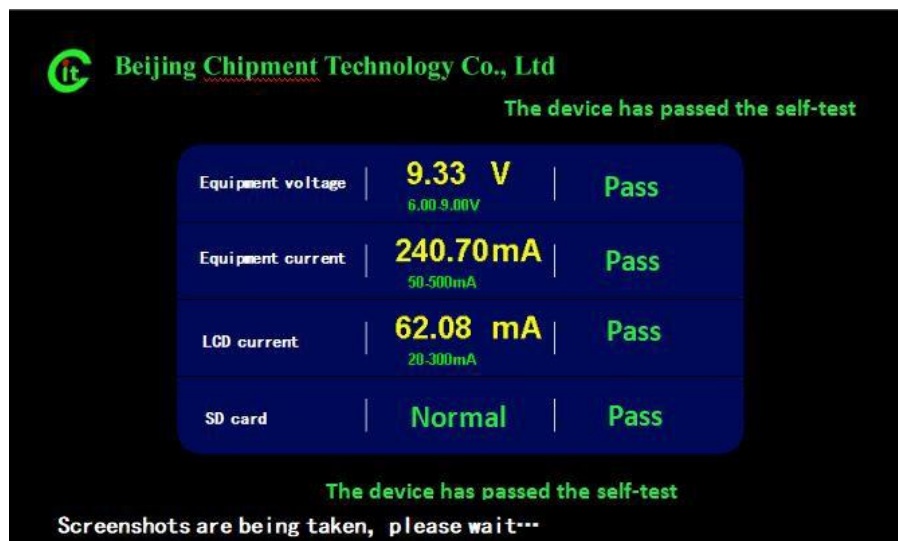 Cit Beijing Chipment Technology Co., Ltd
The device has passed the self-test
Equipment voltage 9.33 V Pass
6.00-9.00V
Equipment current 240.70mA Pass
50-500mA
LCD current 62.08 mA Pass
20-300mA
SD card Normal Pass
The device has passed the self-test
Screenshots are being taken, please wait…